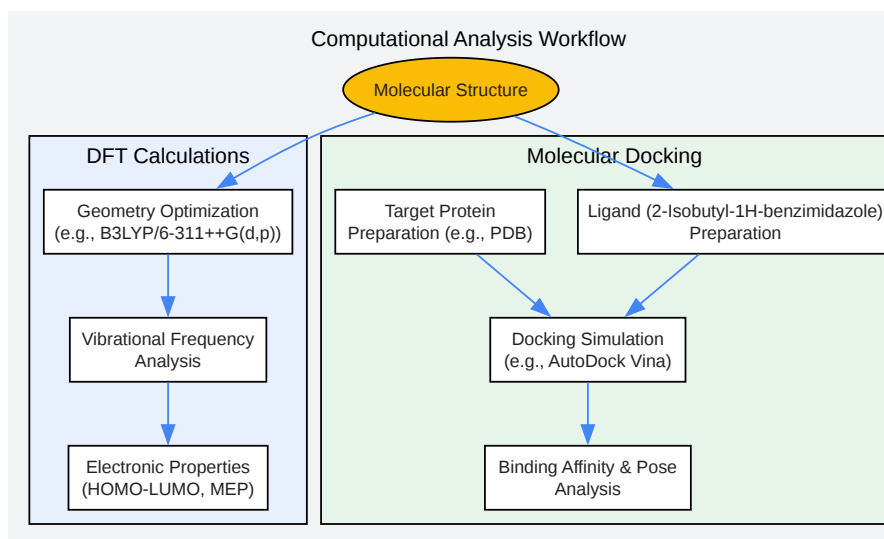 Computational Analysis Workflow
Molecular Structure
DFT Calculations
Geometry Optimization
(e.g., B3LYP/6-311++G(d,p))
Vibrational Frequency
Analysis
Electronic Properties
(HOMO-LUMO, MEP)
Molecular Docking
Target Protein
Preparation (e.g., PDB)
Ligand (2-Isobutyl-1H-benzimidazole)
Preparation
Docking Simulation
(e.g., AutoDock Vina)
Binding Affinity & Pose
Analysis